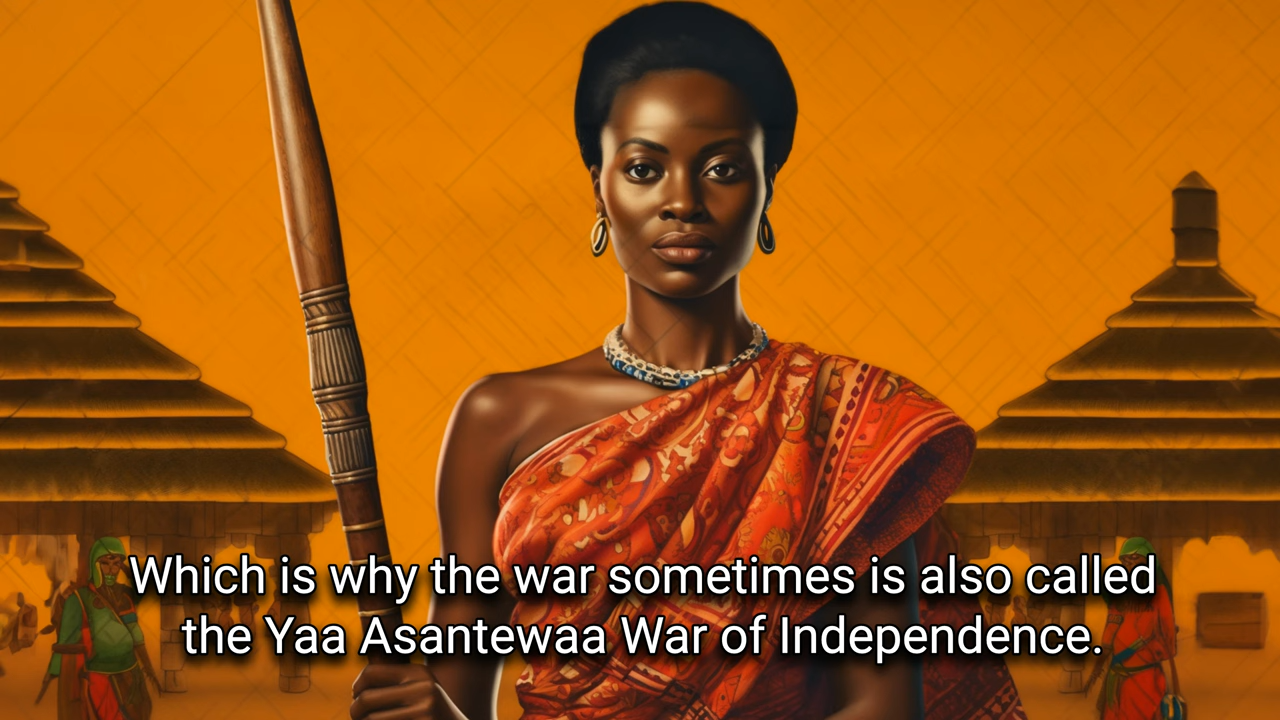 Which is why the war sometimes is also called
the Yaa Asantewaa War of Independence.